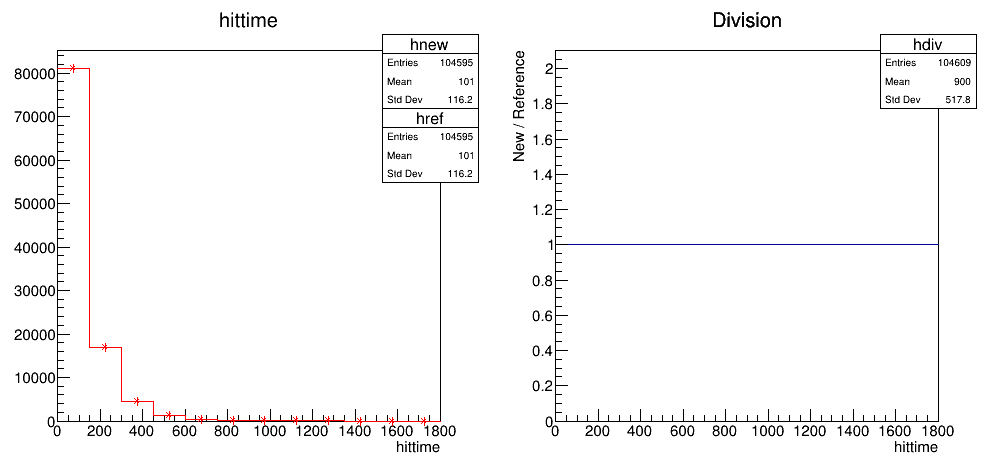 hittime
hnew
Entries 104595
Mean 101
Std Dev 116.2
href
Entries 104595
Mean 101
Std Dev 116.2
80000
70000
60000
50000
40000
30000
20000
10000
0
0 200 400 600 800 1000 1200 1400 1600 1800
hittime
Division
hdiv
Entries 104609
Mean 900
Std Dev 517.8
New / Reference
2
1.8
1.6
1.4
1.2
1
0.8
0.6
0.4
0.2
0
0 200 400 600 800 1000 1200 1400 1600 1800
hittime